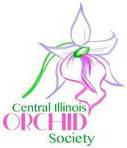 Central Illinois
ORCHID
Society